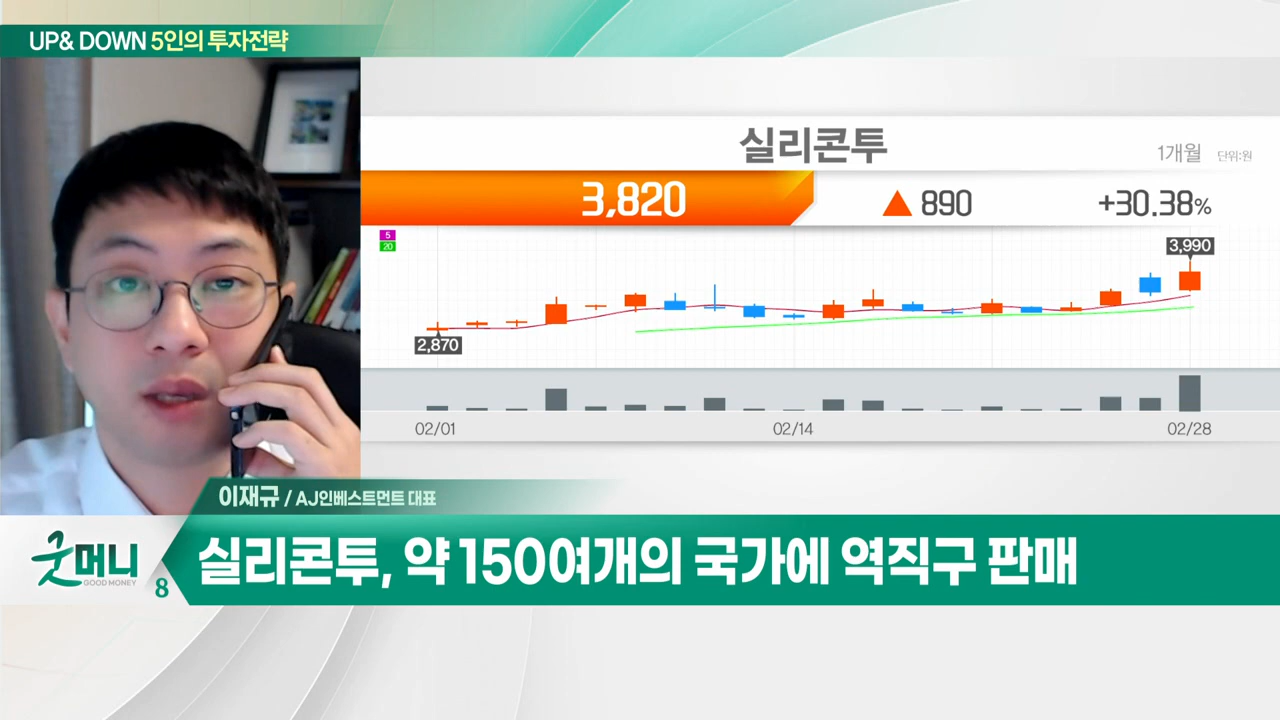 UP& DOWN 5인의 투자전략
실리콘투
1개월 단위:원
3,820 ▲ 890 +30.38%
5
20
3,990
2,870
02/01 02/14 02/28
이재규 / AJ인베스트먼트 대표
굿머니
GOOD MONEY
8
실리콘투, 약 150여개의 국가에 역직구 판매